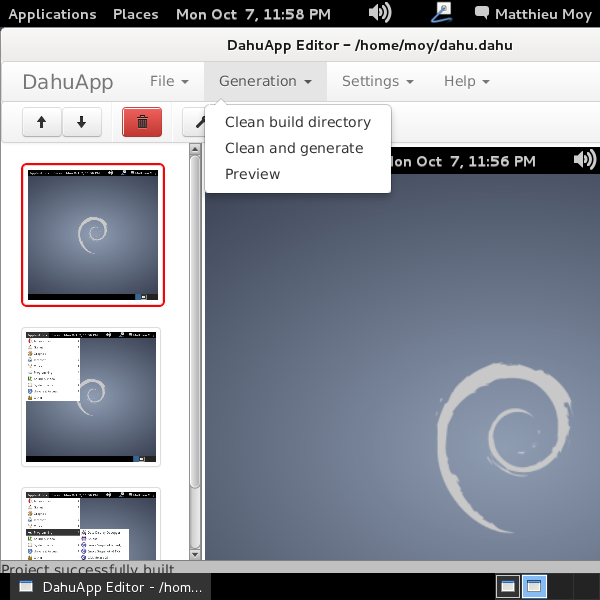 Applications Places Mon Oct 7, 11:58 PM Matthieu Moy
DahuApp Editor – /home/moy/dahu.dahu
DahuApp File Generation Settings Help
Clean build directory
Clean and generate
Preview
Mon Oct 7, 11:56 PM
Project successfully built
DahuApp Editor - /hom...